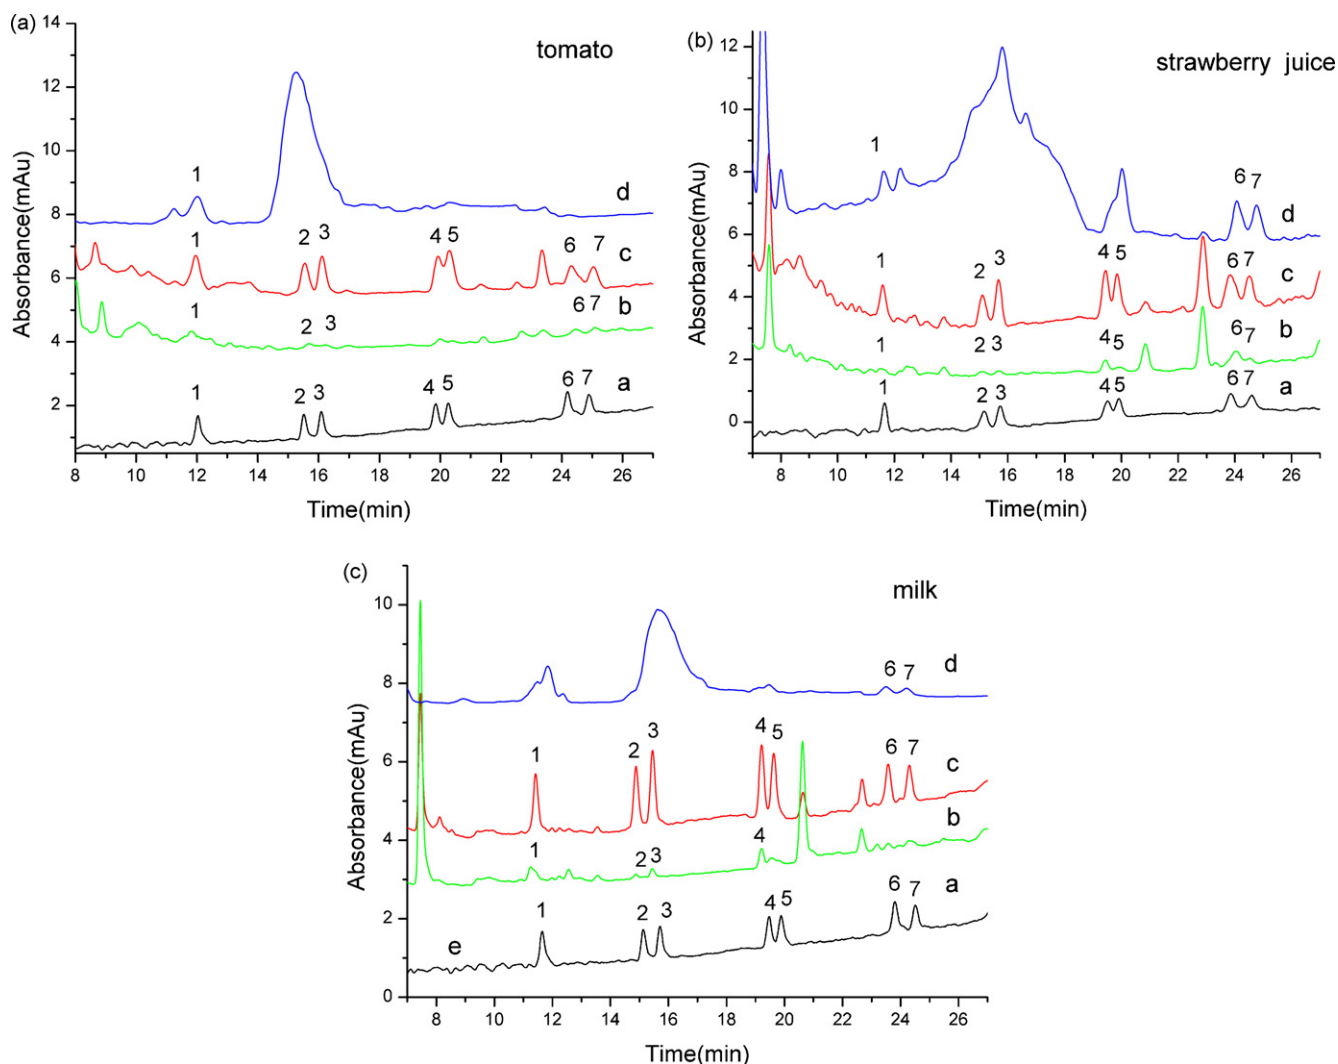 (a)
tomato
14
12
10
8
6
4
2
Absorbance(mAu)
1
d
1 2 3 4 5 6 7
c
1 2 3 6 7
b
1 2 3 4 5 6 7
a
8 10 12 14 16 18 20 22 24 26
Time(min)
(b)
strawberry juice
12
10
8
6
4
2
0
Absorbance(mAu)
1 6 7
d
1 2 3 4 5 6 7
c
1 2 3 4 5 6 7
b
1 2 3 4 5 6 7
a
8 10 12 14 16 18 20 22 24 26
Time(min)
(c)
milk
10
8
6
4
2
0
Absorbance(mAu)
6 7
d
1 2 3 4 5 6 7
c
1 2 3 4
b
1 2 3 4 5 6 7
a
e
8 10 12 14 16 18 20 22 24 26
Time(min)